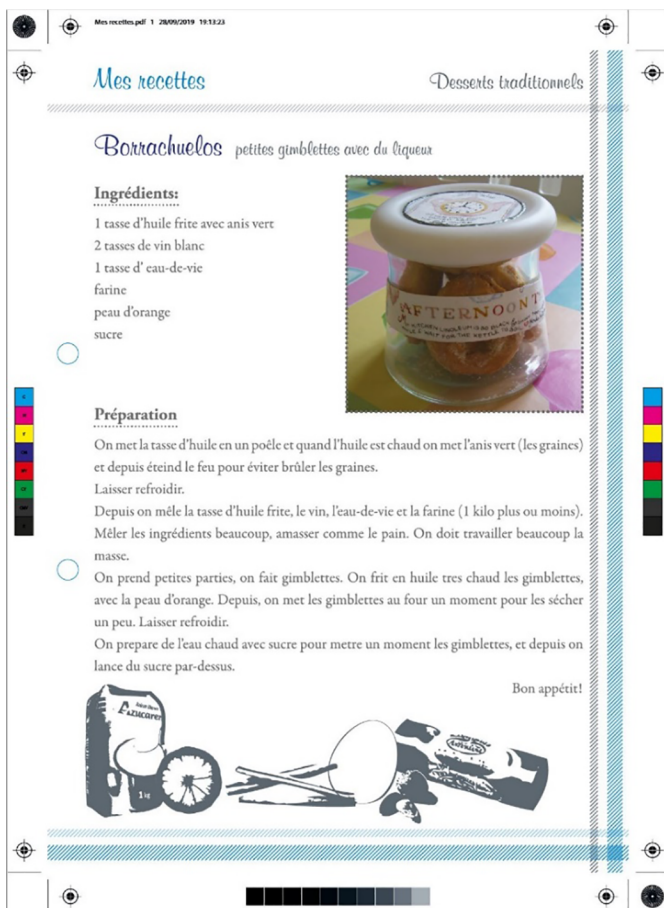 Mes recettes.pdf 1 28/09/2019 19:13:23
Mes recettes
Desserts traditionnels
Borrachuelos petites gimblettes avec du liqueur
Ingrédients:
1 tasse d'huile frite avec anis vert
2 tasses de vin blanc
1 tasse d' eau-de-vie
farine
peau d'orange
sucre
AFTERNOONT
Préparation
On met la tasse d'huile en un poêle et quand l'huile est chaud on met l'anis vert (les graines)
et depuis éteind le feu pour éviter brûler les graines.
Laisser refroidir.
Depuis on mêle la tasse d'huile frite, le vin, l'eau-de-vie et la farine (1 kilo plus ou moins).
Mêler les ingrédients beaucoup, amasser comme le pain. On doit travailler beaucoup la
masse.
On prend petites parties, on fait gimblettes. On frit en huile tres chaud les gimblettes,
avec la peau d'orange. Depuis, on met les gimblettes au four un moment pour les sécher
un peu. Laisser refroidir.
On prepare de l'eau chaud avec sucre pour metre un moment les gimblettes, et depuis on
lance du sucre par-dessus.
Bon appétit!
Azucarera
1 kg